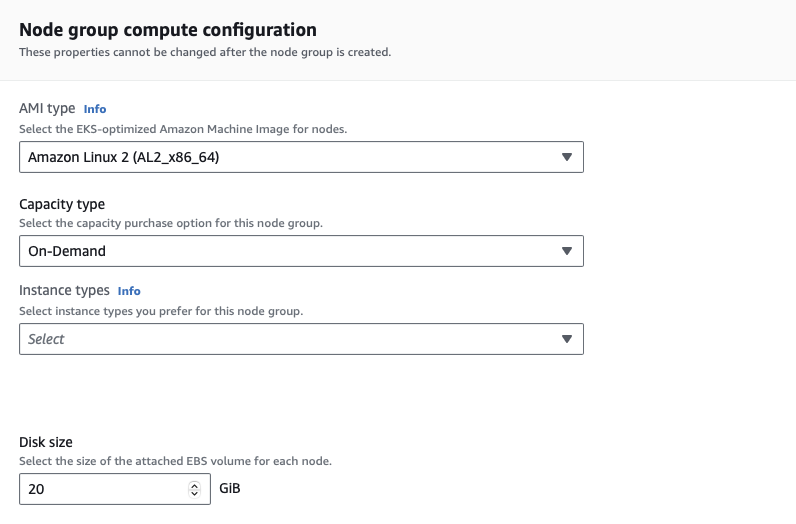 Node group compute configuration
These properties cannot be changed after the node group is created.
AMI type Info
Select the EKS-optimized Amazon Machine Image for nodes.
Amazon Linux 2 (AL2_x86_64)
Capacity type
Select the capacity purchase option for this node group.
On-Demand
Instance types Info
Select instance types you prefer for this node group.
Select
Disk size
Select the size of the attached EBS volume for each node.
20 GiB